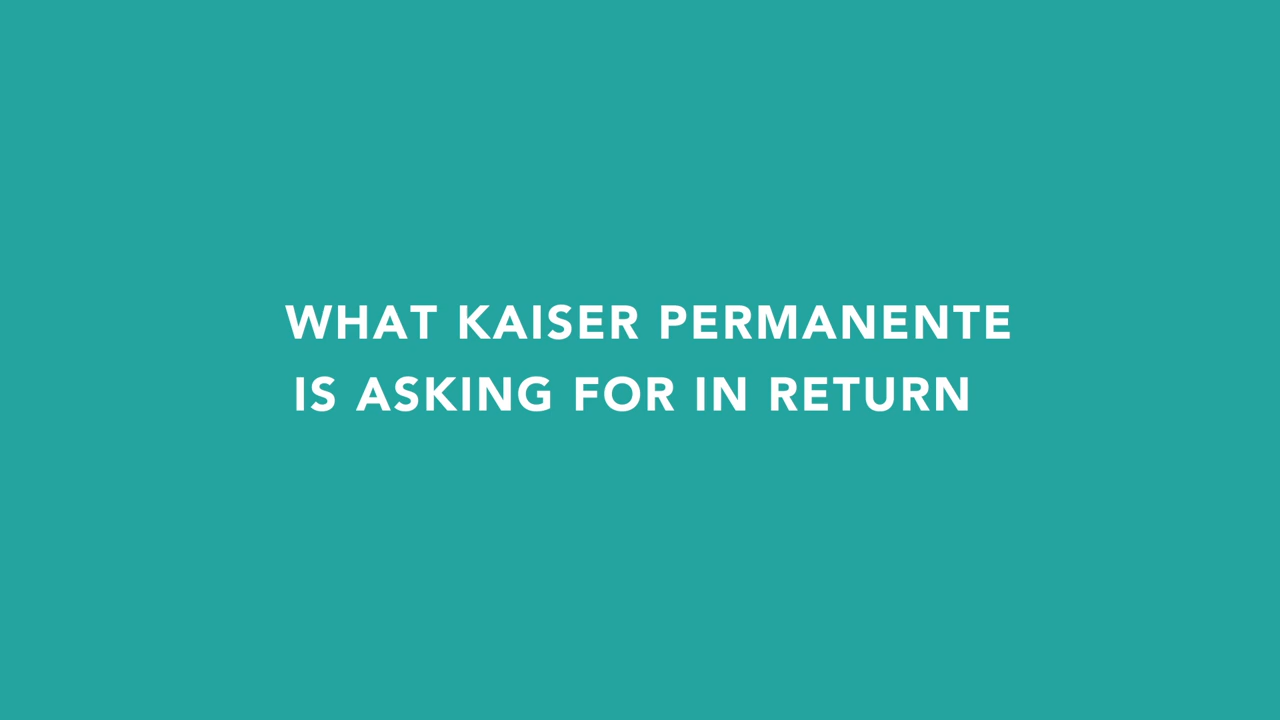 WHAT KAISER PERMANENTE
IS ASKING FOR IN RETURN